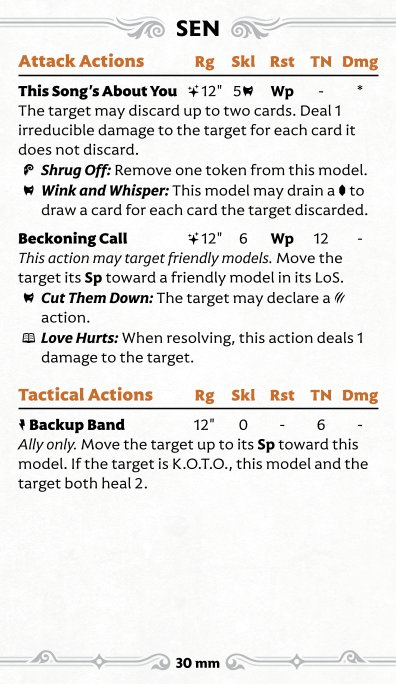 SEN
Attack Actions Rg Skl Rst TN Dmg
This Song's About You 12" 5 Wp - *
The target may discard up to two cards. Deal 1
irreducible damage to the target for each card it
does not discard.
Shrug Off: Remove one token from this model.
Wink and Whisper: This model may drain a to
draw a card for each card the target discarded.
Beckoning Call 12" 6 Wp 12 -
This action may target friendly models. Move the
target its Sp toward a friendly model in its LoS.
Cut Them Down: The target may declare a
action.
Love Hurts: When resolving, this action deals 1
damage to the target.
Tactical Actions Rg Skl Rst TN Dmg
Backup Band 12" 0 - 6 -
Ally only. Move the target up to its Sp toward this
model. If the target is K.O.T.O., this model and the
target both heal 2.
30 mm